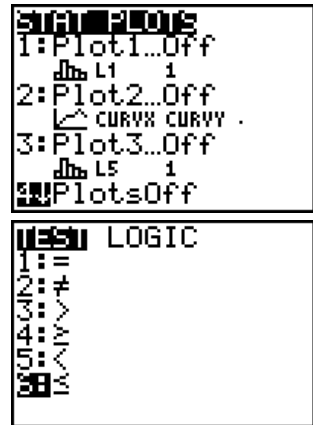 STAT PLOTS
1:Plot1…Off
L1 1
2:Plot2…Off
CURVX CURVY .
3:Plot3…Off
L5 1
4↓PlotsOff
TEST LOGIC
1:=
2:≠
3:>
4:≥
5:<
:≤